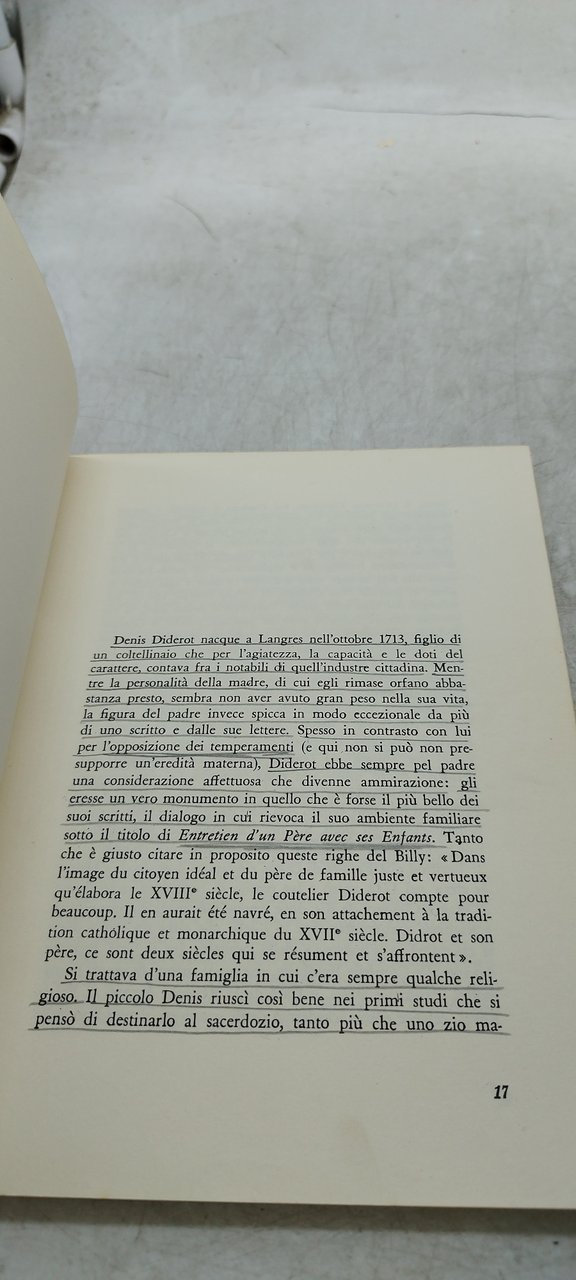 Denis Diderot nacque a Langres nell'ottobre 1713, figlio di
un coltellinaio che per l'agiatezza, la capacità e le doti del
carattere, contava fra i notabili di quell'industre cittadina. Men-
tre la personalità della madre, di cui egli rimase orfano abba-
stanza presto, sembra non aver avuto gran peso nella sua vita,
la figura del padre invece spicca in modo eccezionale da più
di uno scritto e dalle sue lettere. Spesso in contrasto con lui
per l'opposizione dei temperamenti (e qui non si può non pre-
supporre un'eredità materna), Diderot ebbe sempre pel padre
una considerazione affettuosa che divenne ammirazione: gli
eresse un vero monumento in quello che è forse il più bello dei
suoi scritti, il dialogo in cui rievoca il suo ambiente familiare
sotto il titolo di Entretien d'un Père avec ses Enfants. Tanto
che è giusto citare in proposito queste righe del Billy: «Dans
l'image du citoyen idéal et du père de famille juste et vertueux
qu'élabora le XVIIIe siècle, le coutelier Diderot compte pour
beaucoup. Il en aurait été navré, en son attachement à la tradi-
tion catholique et monarchique du XVIIe siècle. Didrot et son
père, ce sont deux siècles qui se résument et s'affrontent».
Si trattava d'una famiglia in cui c'era sempre qualche reli-
gioso. Il piccolo Denis riuscì così bene nei primi studi che si
pensò di destinarlo al sacerdozio, tanto più che uno zio ma-
17